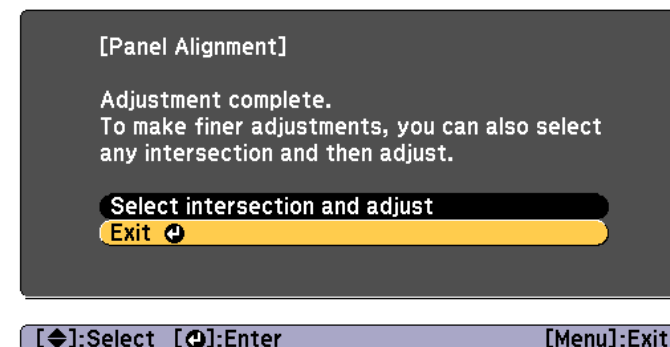 [Panel Alignment]
Adjustment complete.
To make finer adjustments, you can also select
any intersection and then adjust.
Select intersection and adjust
Exit
[]:Select []:Enter [Menu]:Exit